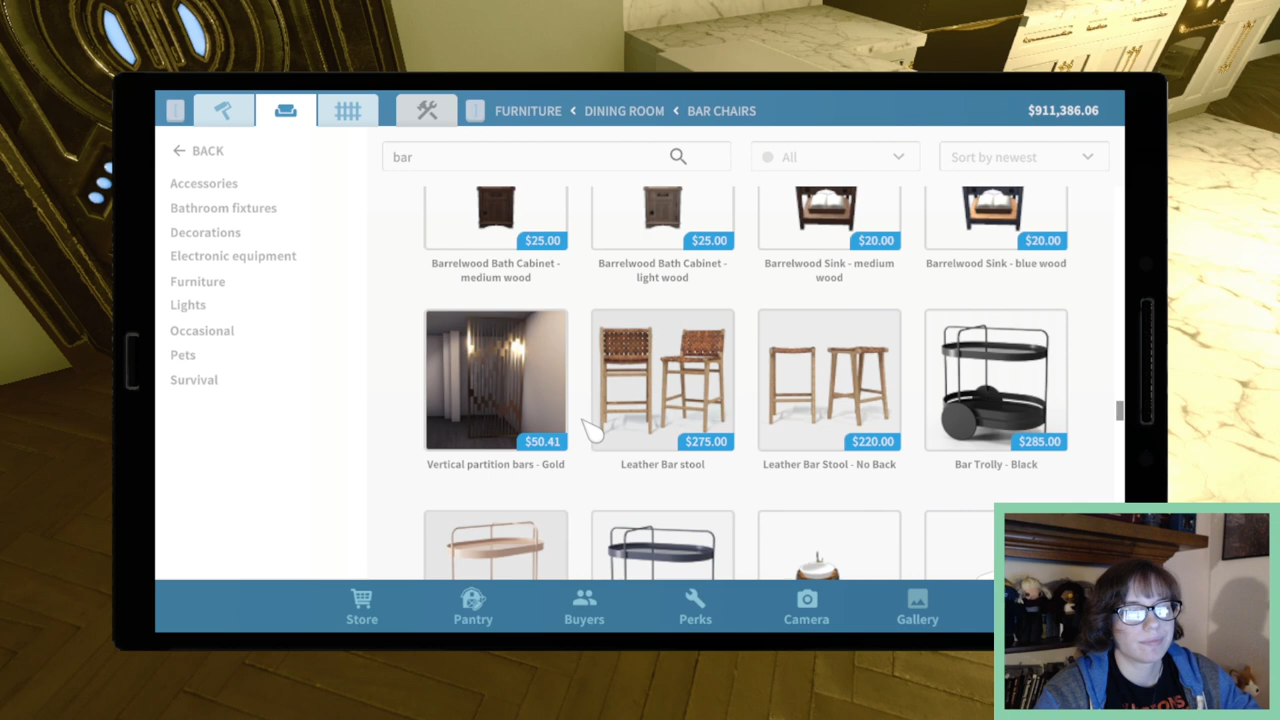 FURNITURE < DINING ROOM < BAR CHAIRS
$911,386.06
BACK
bar
All
Sort by newest
Accessories
Bathroom fixtures
Decorations
Electronic equipment
Furniture
Lights
Occasional
Pets
Survival
$25.00
$25.00
$20.00
$20.00
Barrelwood Bath Cabinet -
medium wood
Barrelwood Bath Cabinet -
light wood
Barrelwood Sink - medium
wood
Barrelwood Sink - blue wood
$50.41
$275.00
$220.00
$285.00
Vertical partition bars - Gold
Leather Bar stool
Leather Bar Stool - No Back
Bar Trolly - Black
Store
Pantry
Buyers
Perks
Camera
Gallery